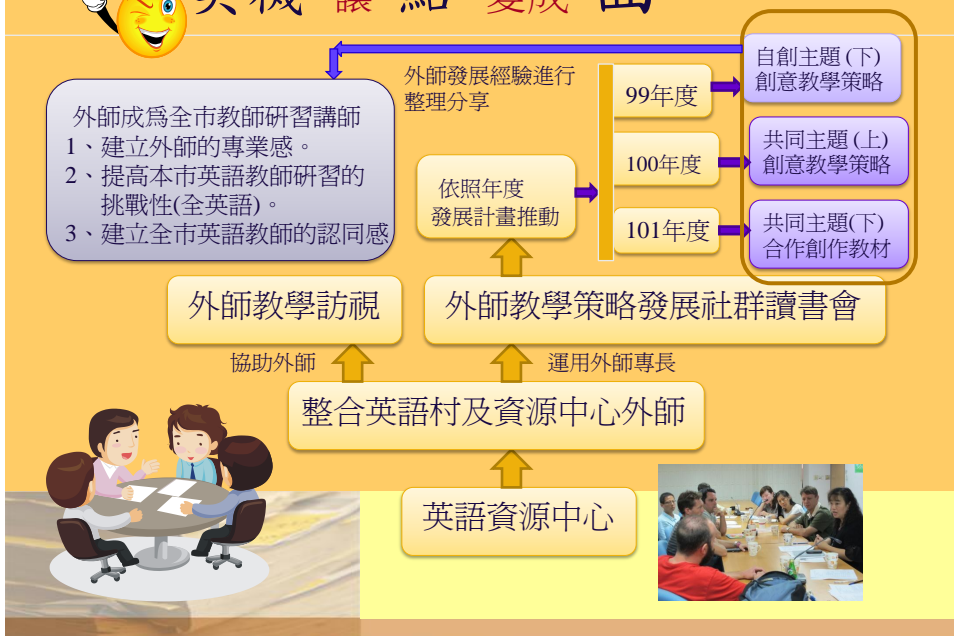 讓 點 變成 面
自創主題 (下)
創意教學策略
外師發展經驗進行
整理分享
99年度
外師成爲全市教師研習講師
1、建立外師的專業感。
2、提高本市英語教師研習的
挑戰性(全英語)。
3、建立全市英語教師的認同感
共同主題 (上)
創意教學策略
100年度
依照年度
發展計畫推動
101年度
共同主題(下)
合作創作教材
外師教學訪視
外師教學策略發展社群讀書會
協助外師
運用外師專長
整合英語村及資源中心外師
英語資源中心